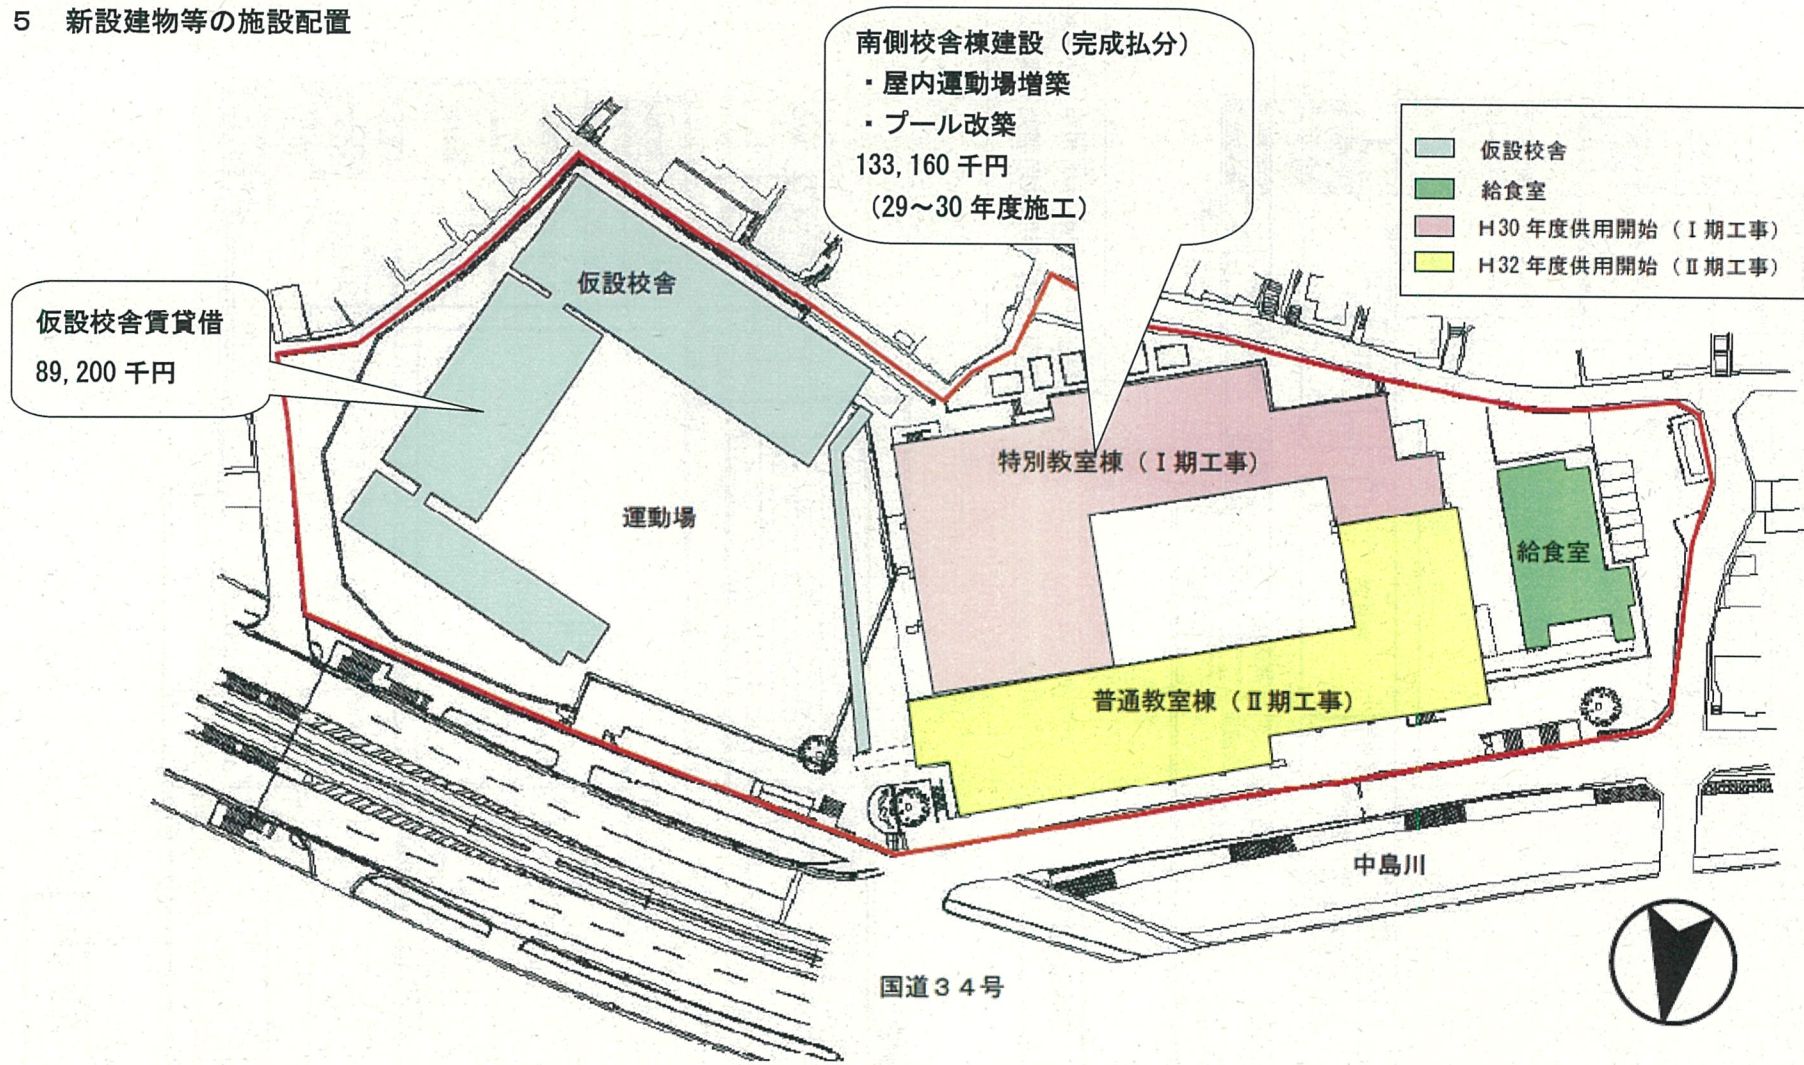 5 新設建物等の施設配置
南側校舎棟建設（完成払分）
・屋内運動場増築
・プール改築
133,160 千円
（29～30 年度施工）
仮設校舎
給食室
H30 年度供用開始（Ⅰ期工事）
H32 年度供用開始（Ⅱ期工事）
仮設校舎賃貸借
89,200 千円
仮設校舎
運動場
特別教室棟（Ⅰ期工事）
給食室
普通教室棟（Ⅱ期工事）
中島川
国道３４号